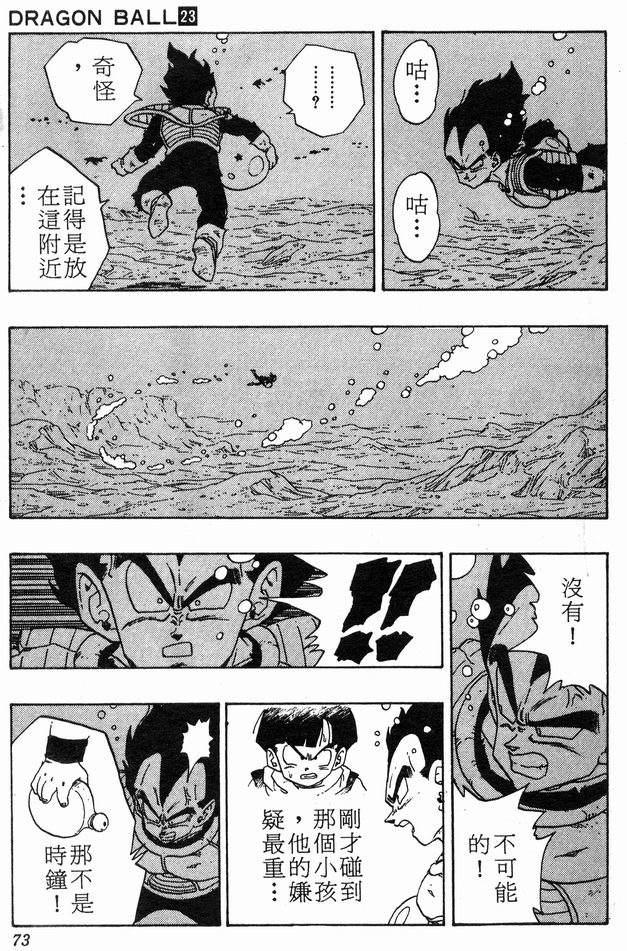 DRAGON BALL 23
咕…
咕…
………?
奇怪
，
記得是放
在這附近
…
沒有！
不可能
的！
剛才碰到
那個小孩
，他的嫌
疑最重…
那不是
時鐘！
73